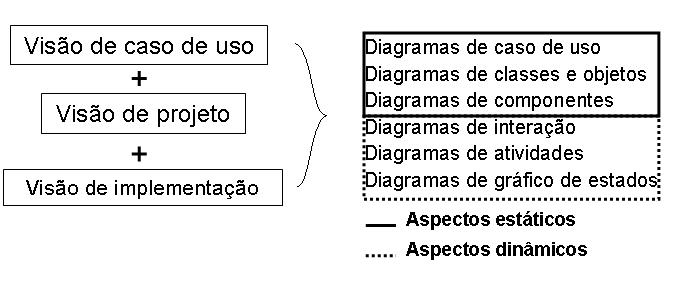 Visão de caso de uso
+
Visão de projeto
+
Visão de implementação
Diagramas de caso de uso
Diagramas de classes e objetos
Diagramas de componentes
Diagramas de interação
Diagramas de atividades
Diagramas de gráfico de estados
Aspectos estáticos
Aspectos dinâmicos